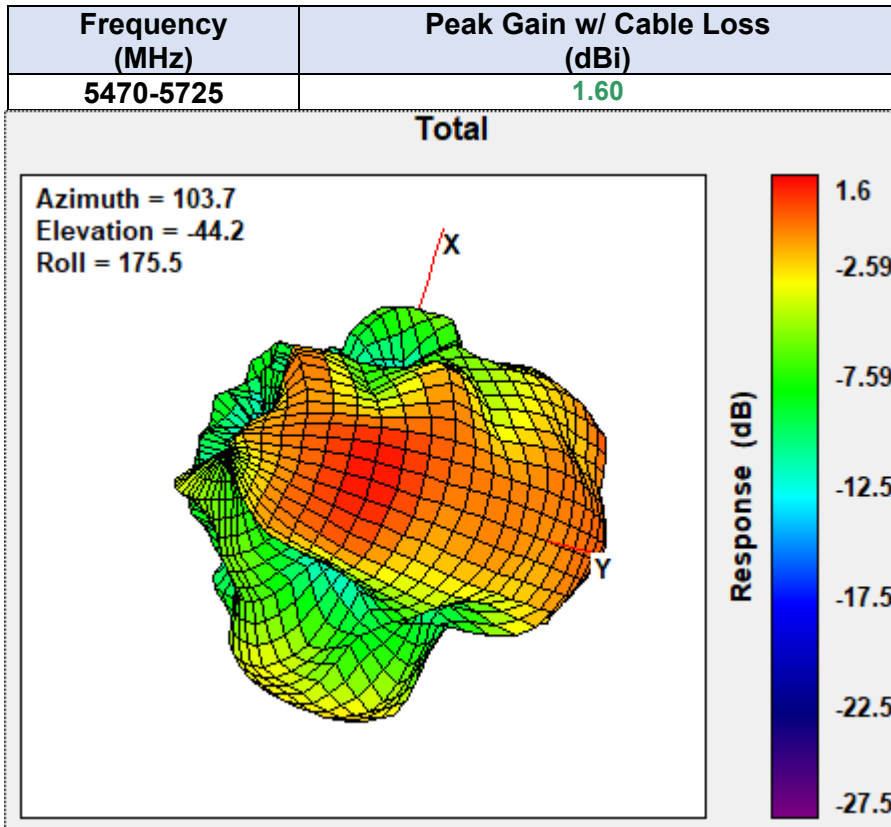 Frequency
(MHz)
Peak Gain w/ Cable Loss
(dBi)
5470-5725
1.60
Total
Azimuth = 103.7
Elevation = -44.2
Roll = 175.5
X
Y
Response (dB)
1.6
-2.59
-7.59
-12.5
-17.5
-22.5
-27.5